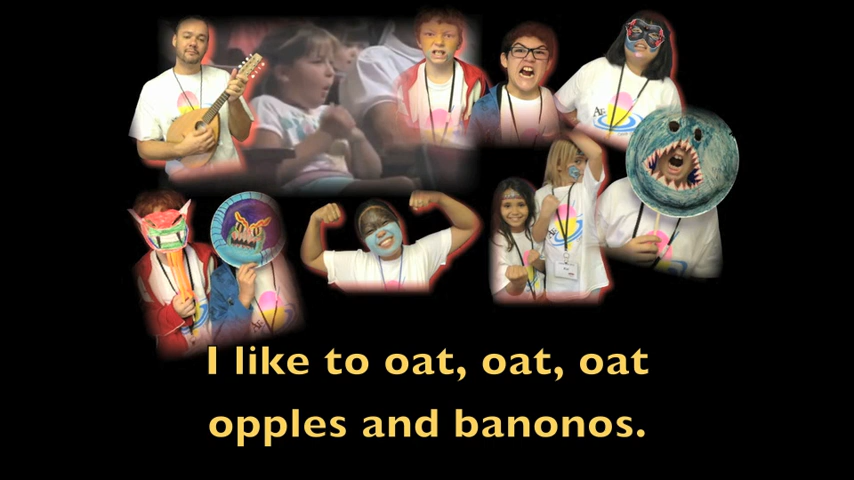 I like to oat, oat, oat
opples and banonos.